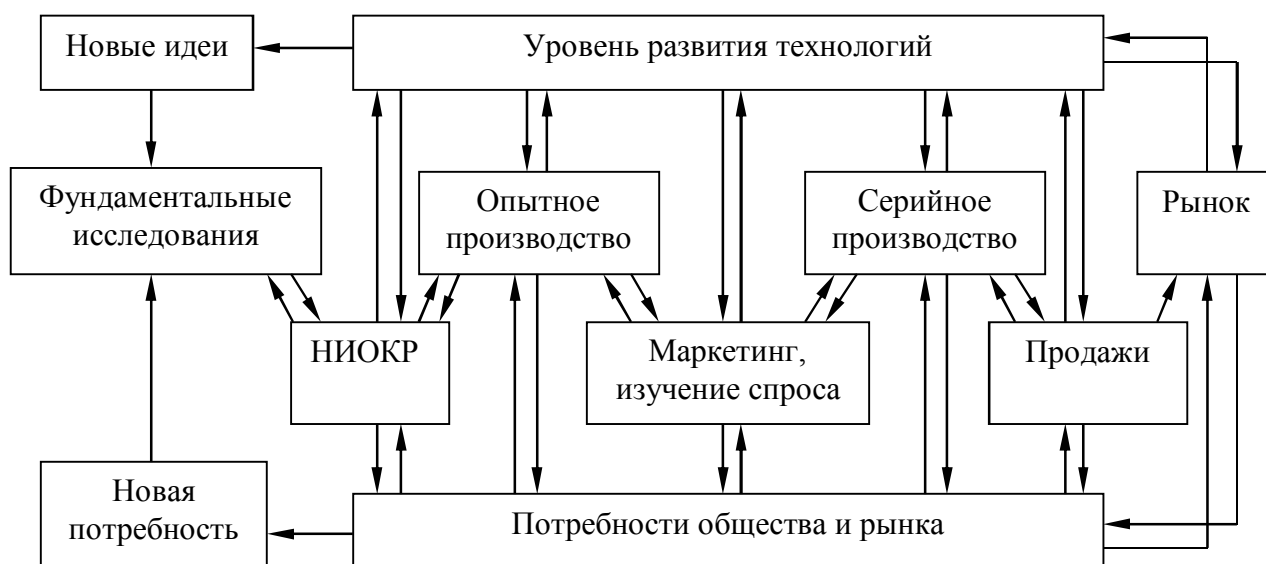 Новые идеи
Уровень развития технологий
Фундаментальные
исследования
Опытное
производство
Серийное
производство
Рынок
НИОКР
Маркетинг,
изучение спроса
Продажи
Новая
потребность
Потребности общества и рынка